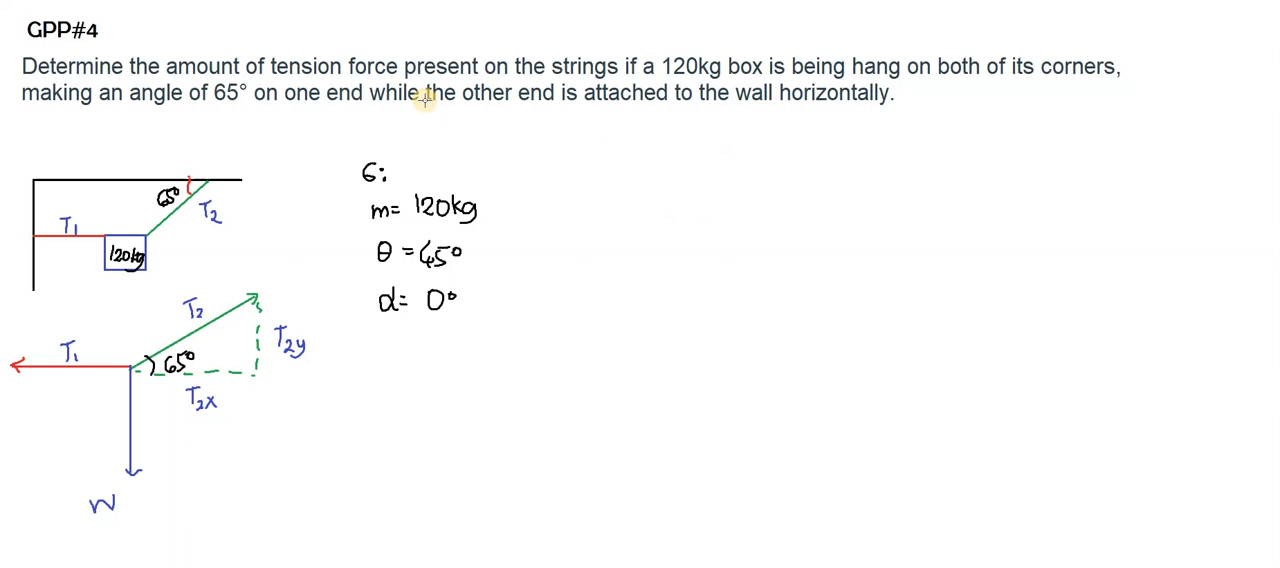 GPP#4
Determine the amount of tension force present on the strings if a 120kg box is being hang on both of its corners,
making an angle of 65° on one end while the other end is attached to the wall horizontally.
G:
m= 120kg
θ = 45°
α= 0°
65°
T₂
T₁
120kg
T₂
T₂y
T₁
65°
T₂x
W